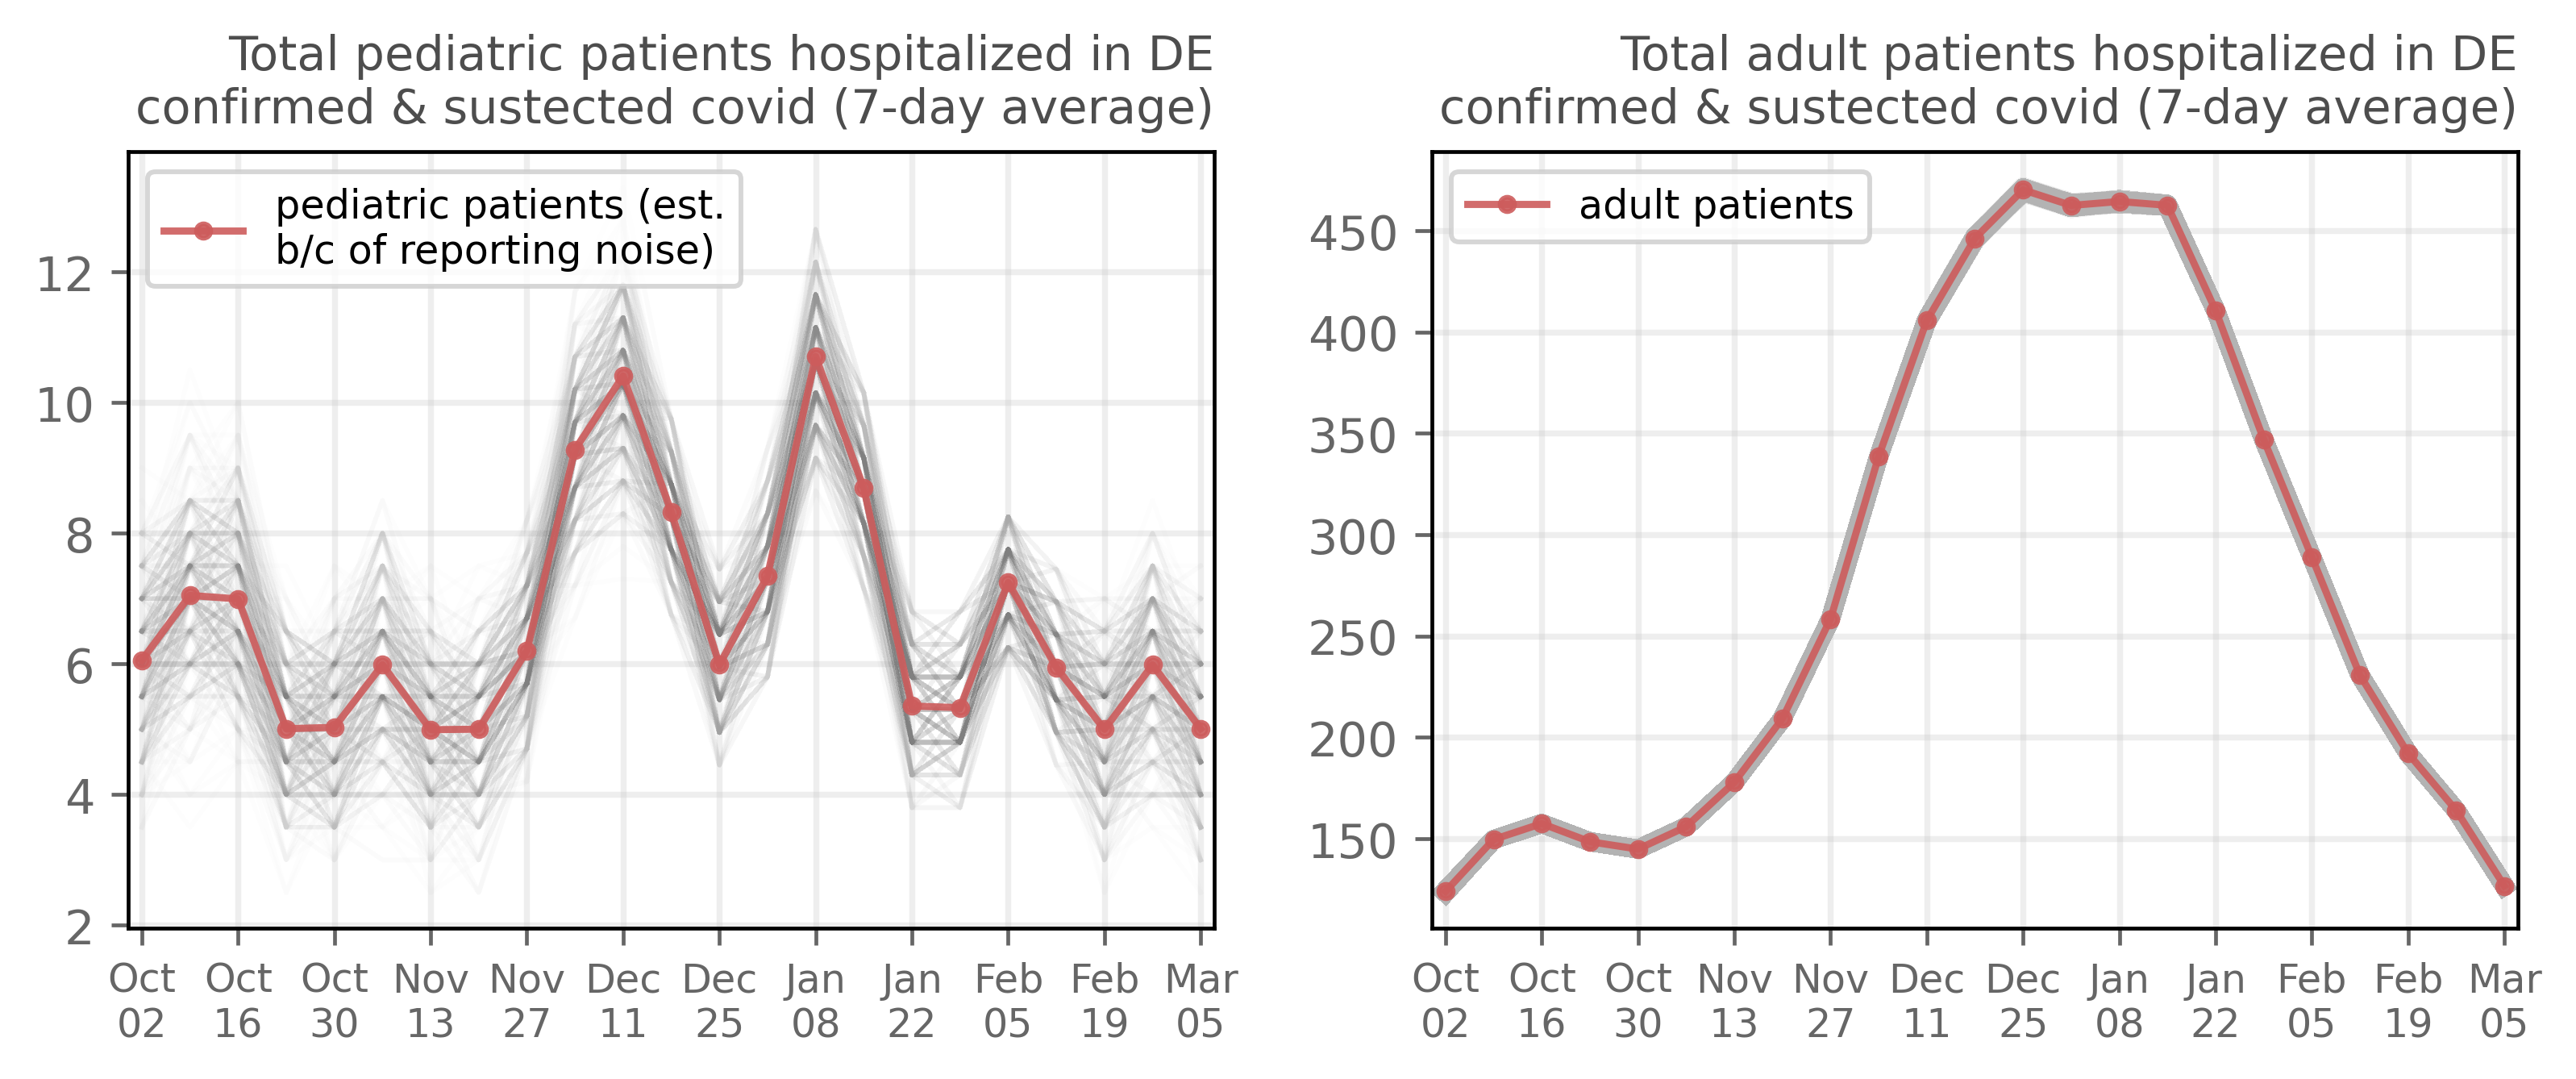 Total pediatric patients hospitalized in DE
confirmed & sustected covid (7-day average)
pediatric patients (est.
b/c of reporting noise)
12
10
8
6
4
2
Oct Oct Oct Nov Nov Dec Dec Jan Jan Feb Feb Mar
02 16 30 13 27 11 25 08 22 05 19 05
Total adult patients hospitalized in DE
confirmed & sustected covid (7-day average)
adult patients
450
400
350
300
250
200
150
Oct Oct Oct Nov Nov Dec Dec Jan Jan Feb Feb Mar
02 16 30 13 27 11 25 08 22 05 19 05